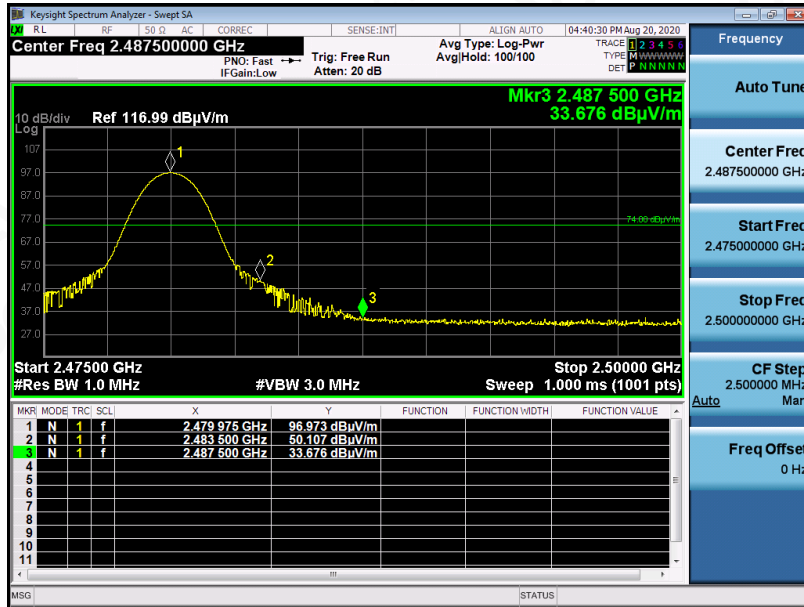 Keysight Spectrum Analyzer - Swept SA
LXI RL RF 50 Ω AC CORREC SENSE:INT ALIGN AUTO 04:40:30 PM Aug 20, 2020
Center Freq 2.487500000 GHz
PNO: Fast
IFGain:Low
Trig: Free Run
Atten: 20 dB
Avg Type: Log-Pwr
Avg|Hold: 100/100
TRACE 1 2 3 4 5 6
TYPE M WWWWW
DET P N N N N N
Mkr3 2.487 500 GHz
33.676 dBµV/m
10 dB/div Ref 116.99 dBµV/m
Log
107
97.0
87.0
77.0
67.0
57.0
47.0
37.0
27.0
1
2
3
74.00 dBµV/m
Start 2.47500 GHz Stop 2.50000 GHz
#Res BW 1.0 MHz #VBW 3.0 MHz Sweep 1.000 ms (1001 pts)
MKR MODE TRC SCL X Y FUNCTION FUNCTION WIDTH FUNCTION VALUE
1 N 1 f 2.479 975 GHz 96.973 dBµV/m
2 N 1 f 2.483 500 GHz 50.107 dBµV/m
3 N 1 f 2.487 500 GHz 33.676 dBµV/m
4
5
6
7
8
9
10
11
MSG STATUS
Frequency
Auto Tune
Center Freq
2.487500000 GHz
Start Freq
2.475000000 GHz
Stop Freq
2.500000000 GHz
CF Step
2.500000 MHz
Auto Man
Freq Offset
0 Hz